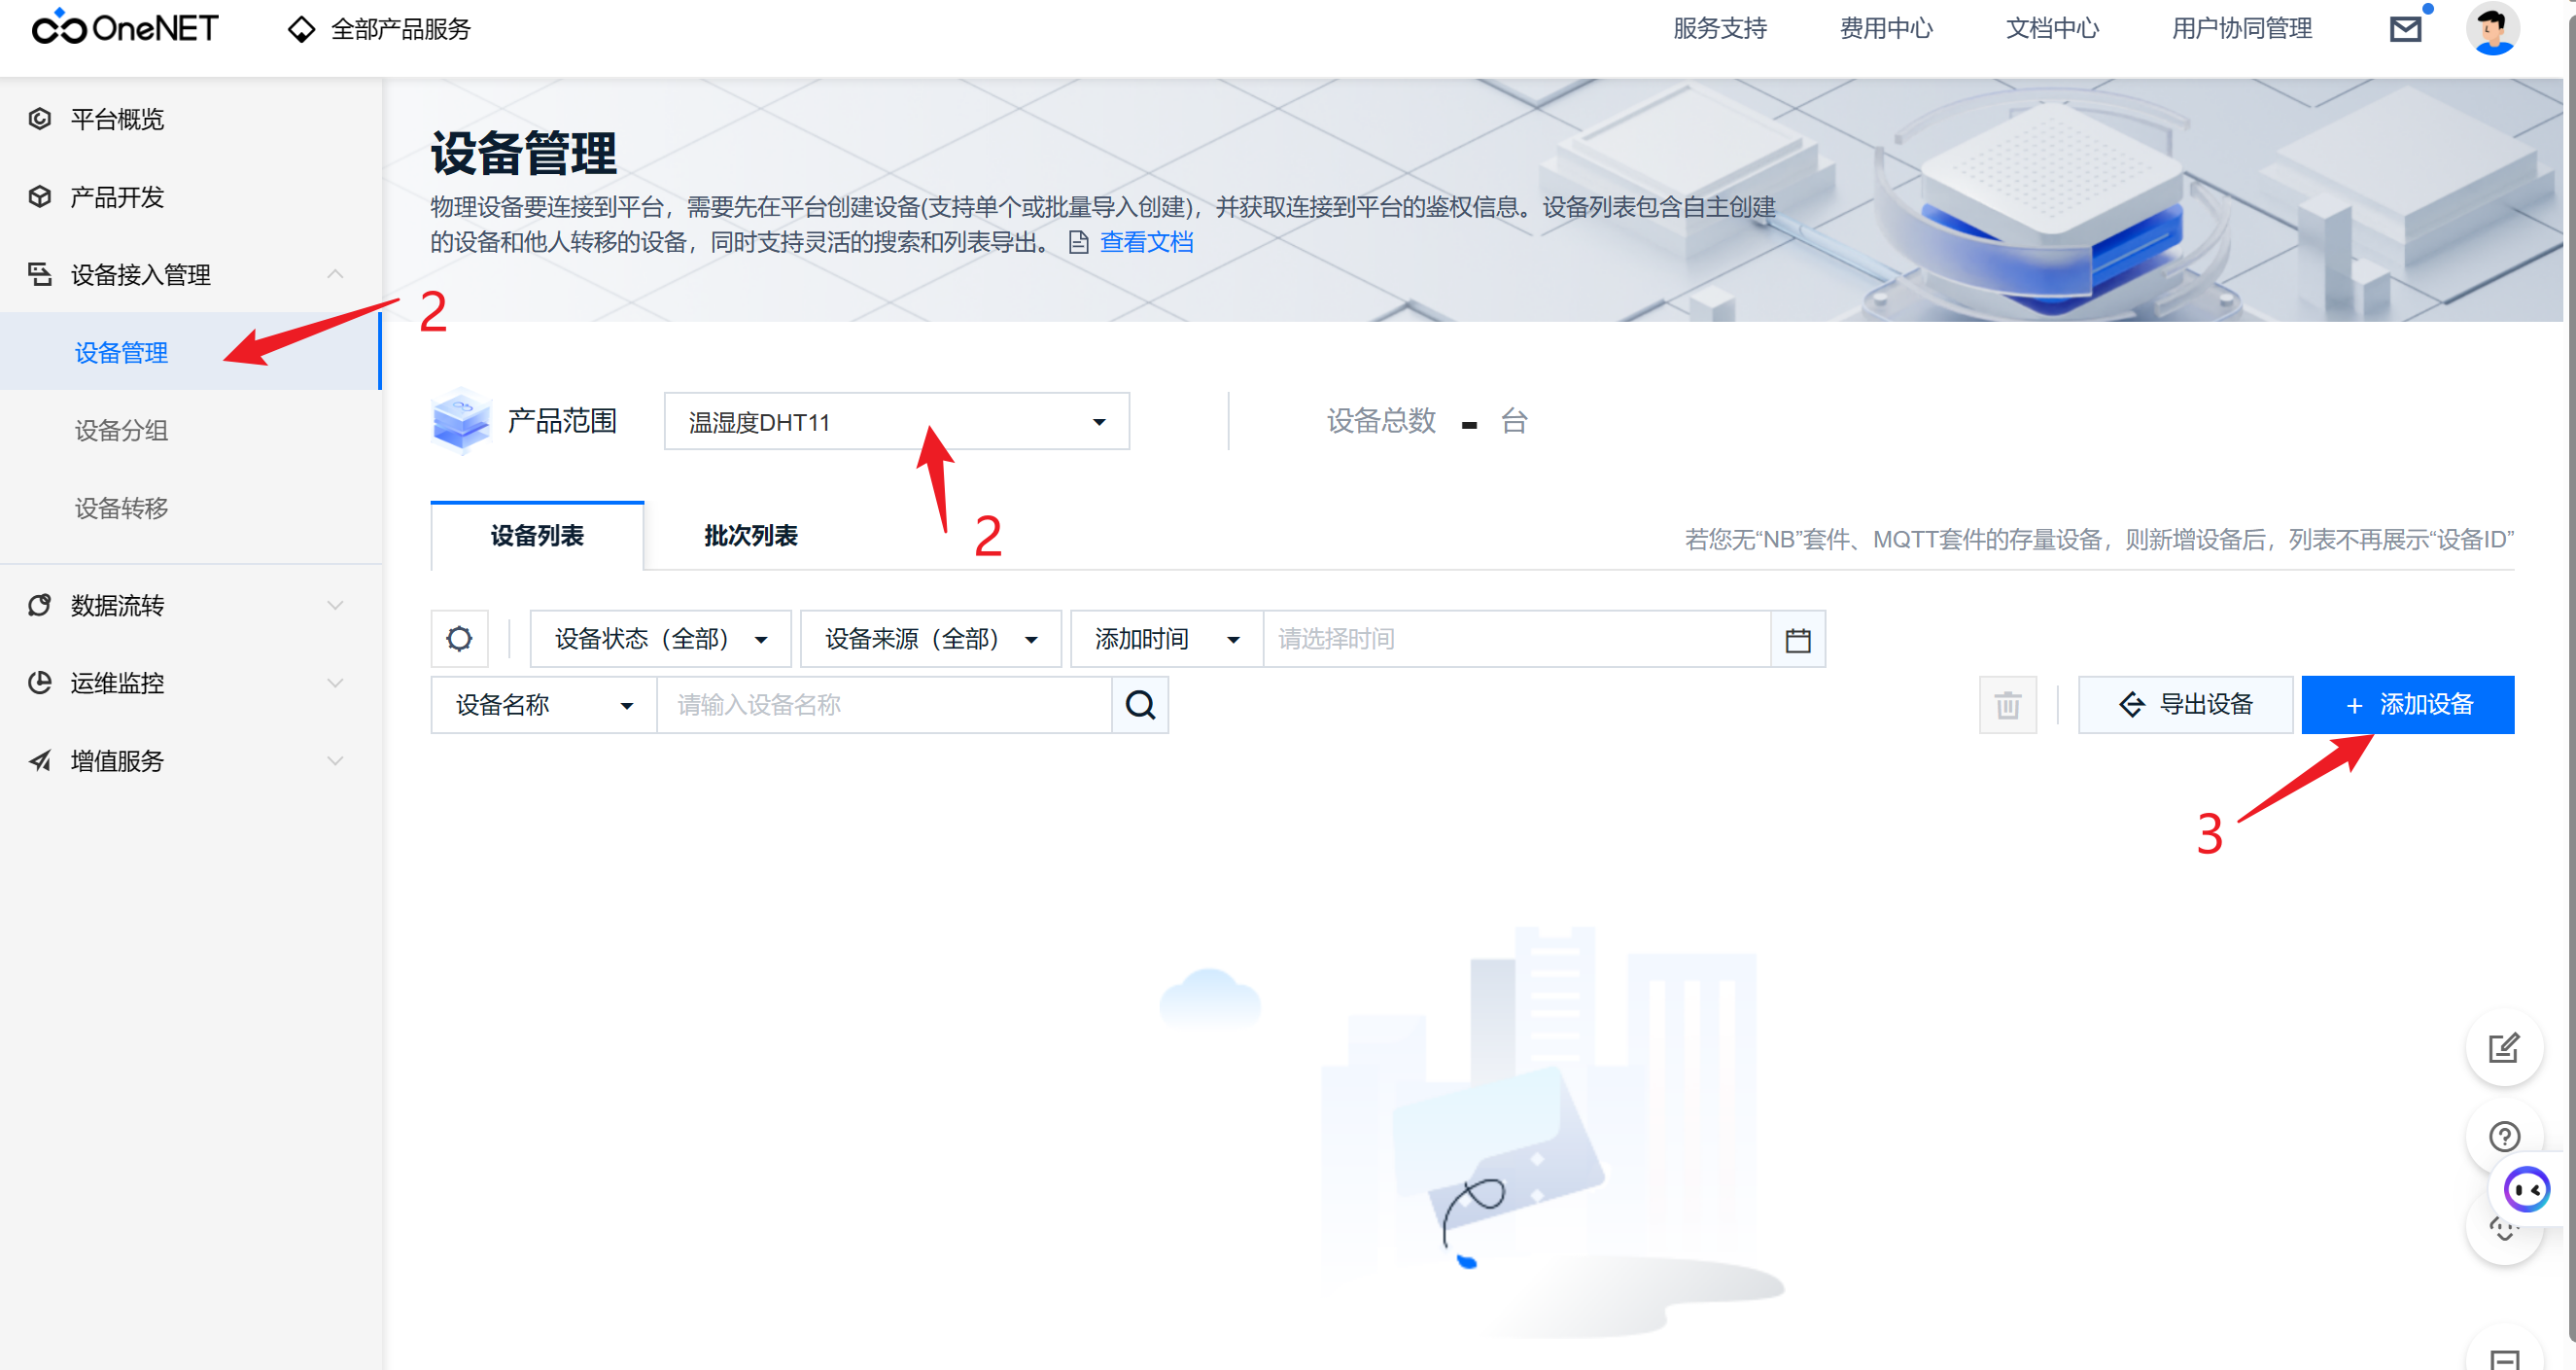 OneNET
全部产品服务
服务支持
费用中心
文档中心
用户协同管理
平台概览
产品开发
设备接入管理
设备管理
设备分组
设备转移
数据流转
运维监控
增值服务
设备管理
物理设备要连接到平台，需要先在平台创建设备(支持单个或批量导入创建)，并获取连接到平台的鉴权信息。设备列表包含自主创建
的设备和他人转移的设备，同时支持灵活的搜索和列表导出。 查看文档
2
产品范围
温湿度DHT11
设备总数 - 台
2
设备列表
批次列表
若您无“NB”套件、MQTT套件的存量设备，则新增设备后，列表不再展示“设备ID”
设备状态（全部）
设备来源（全部）
添加时间
请选择时间
设备名称
请输入设备名称
导出设备
+ 添加设备
3